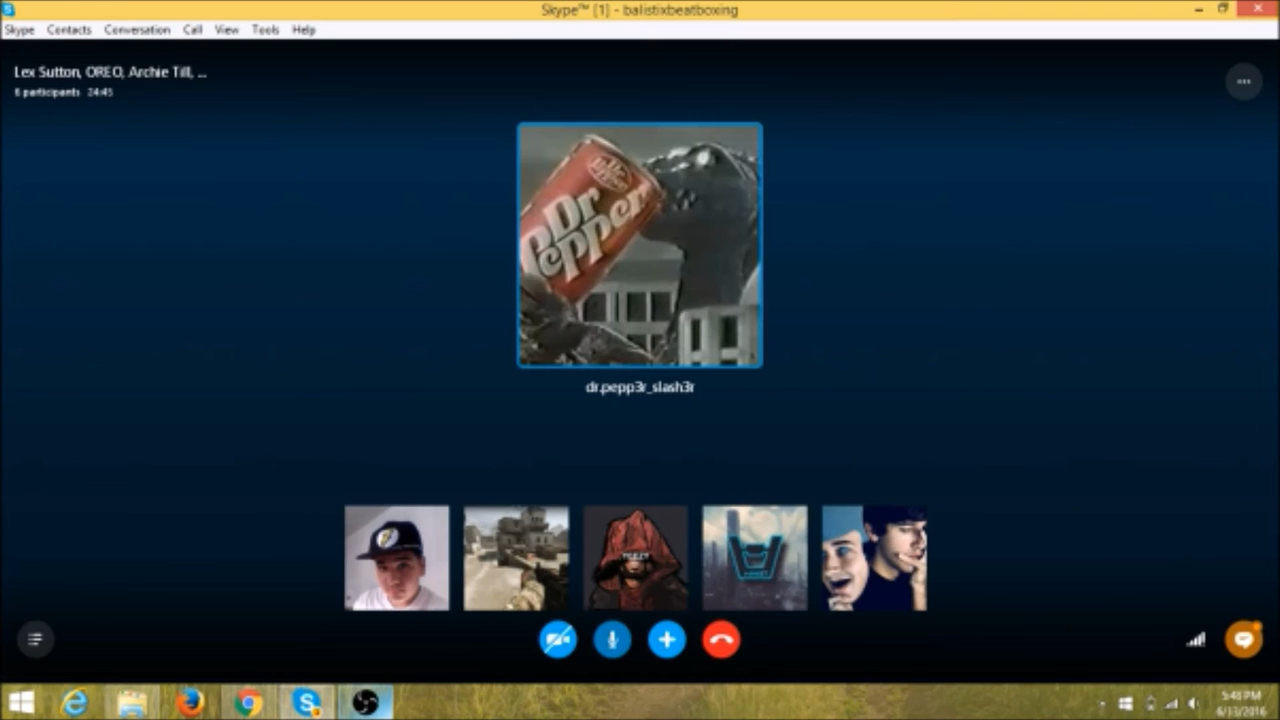 Skype™ [1] - balistixbeatboxing
Skype Contacts Conversation Call View Tools Help
Lex Sutton, OREO, Archie Till, ...
6 participants 24:45
Dr
Pepper
dr.pepp3r_slash3r
5:48 PM
6/13/2016